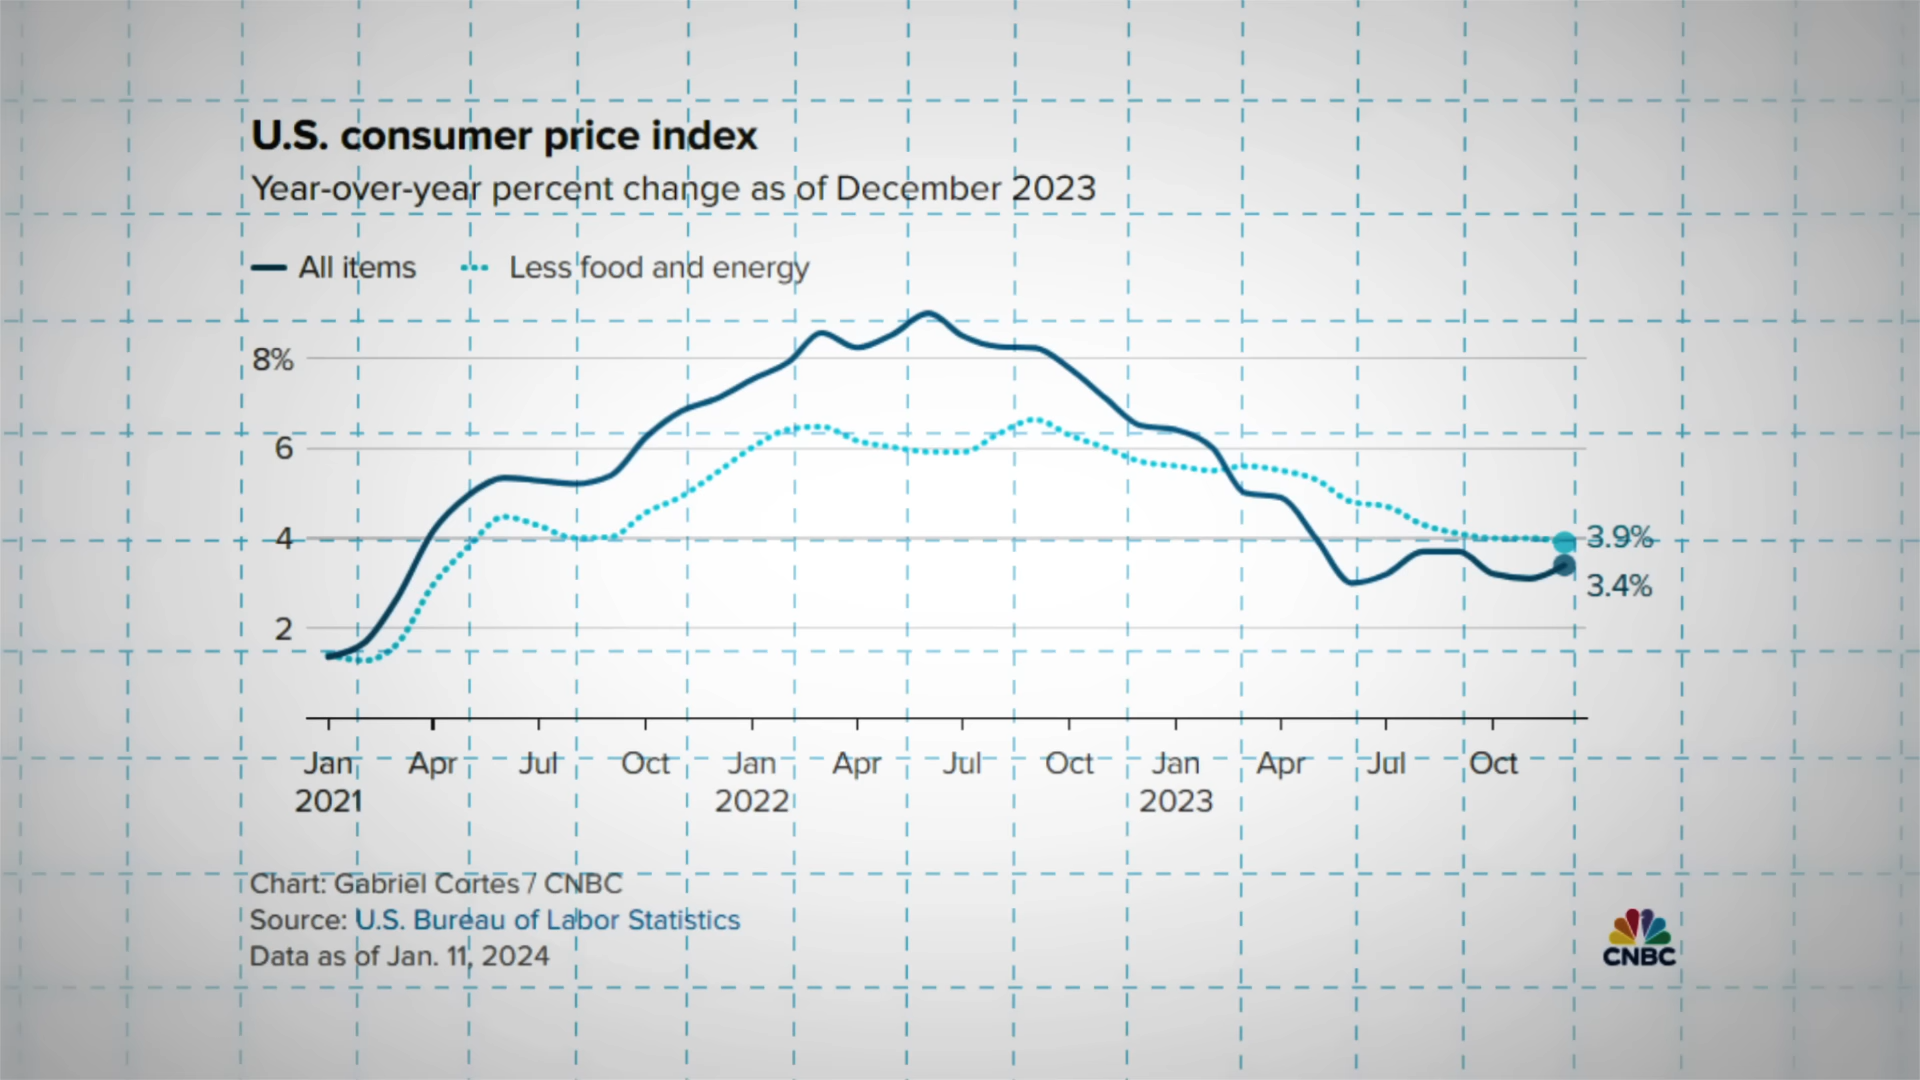 U.S. consumer price index
Year-over-year percent change as of December 2023
All items Less food and energy
8%
6
4
3.9%
3.4%
2
Jan Apr Jul Oct Jan Apr Jul Oct Jan Apr Jul Oct
2021 2022 2023
Chart: Gabriel Cortes / CNBC
Source: U.S. Bureau of Labor Statistics
Data as of Jan. 11, 2024
CNBC